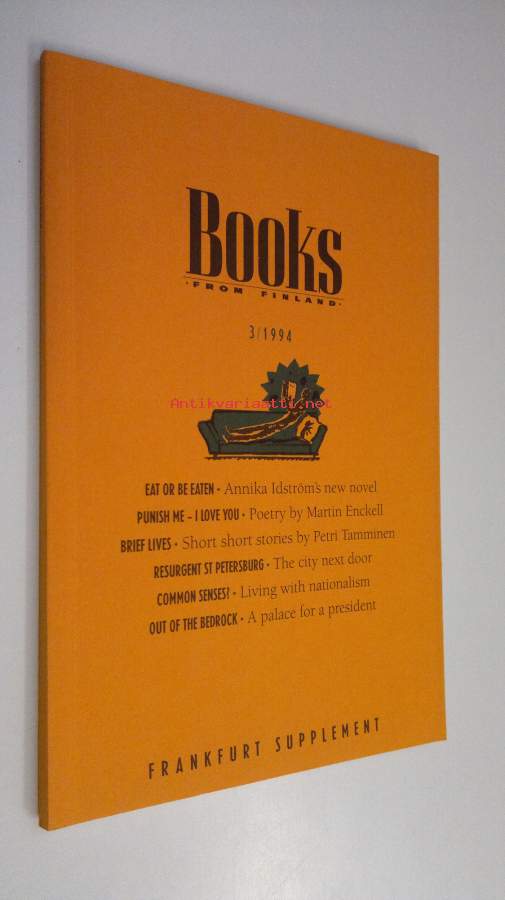 Books
·FROM FINLAND·
3/1994
Antikvariaatti.net
EAT OR BE EATEN · Annika Idström's new novel
PUNISH ME – I LOVE YOU · Poetry by Martin Enckell
BRIEF LIVES · Short short stories by Petri Tamminen
RESURGENT ST PETERSBURG · The city next door
COMMON SENSES? · Living with nationalism
OUT OF THE BEDROCK · A palace for a president
FRANKFURT SUPPLEMENT